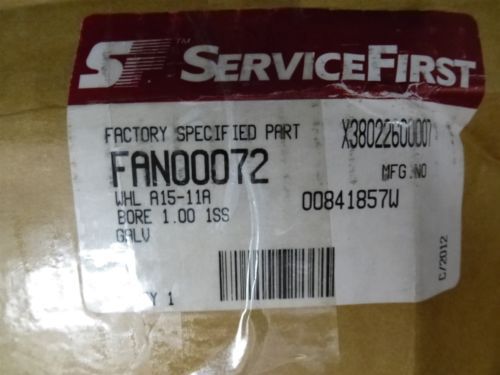 SF™ SERVICEFIRST
FACTORY SPECIFIED PART X38022600007
FAN00072 MFG.NO
WHL A15-11A 00841857W
BORE 1.00 1SS
GALV
Y 1
C/2012